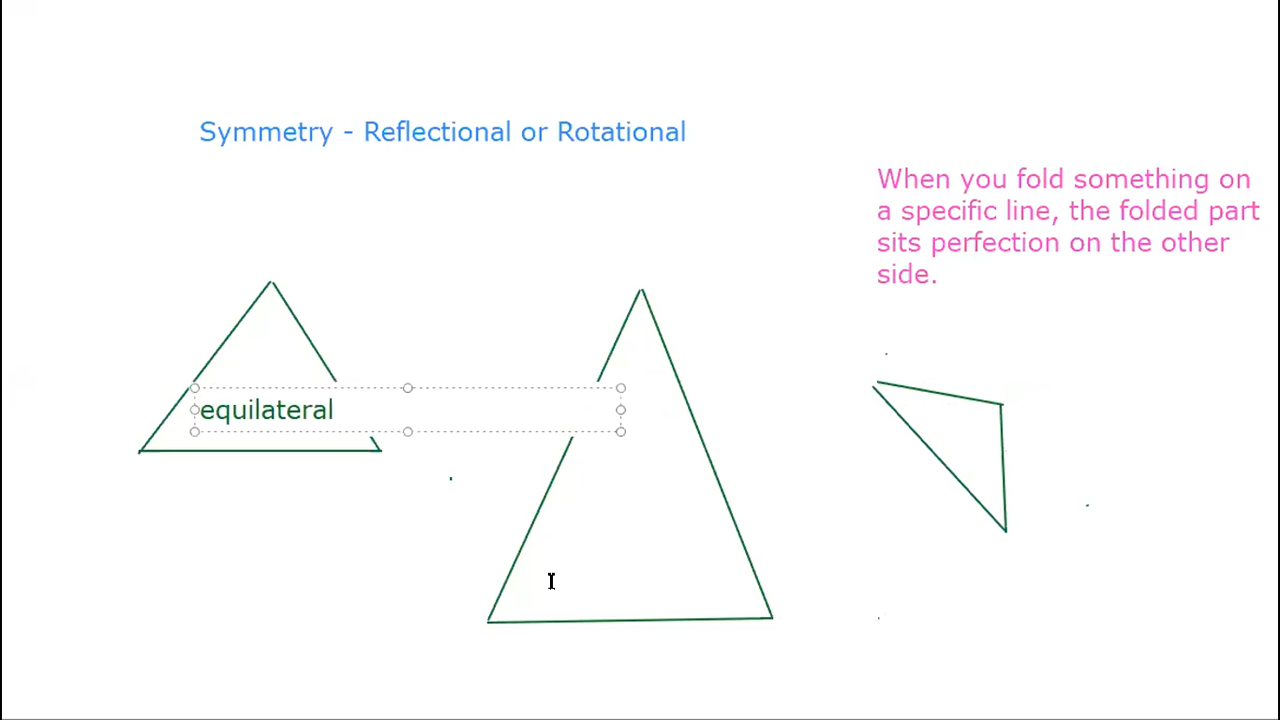 Symmetry - Reflectional or Rotational
When you fold something on
a specific line, the folded part
sits perfection on the other
side.
equilateral